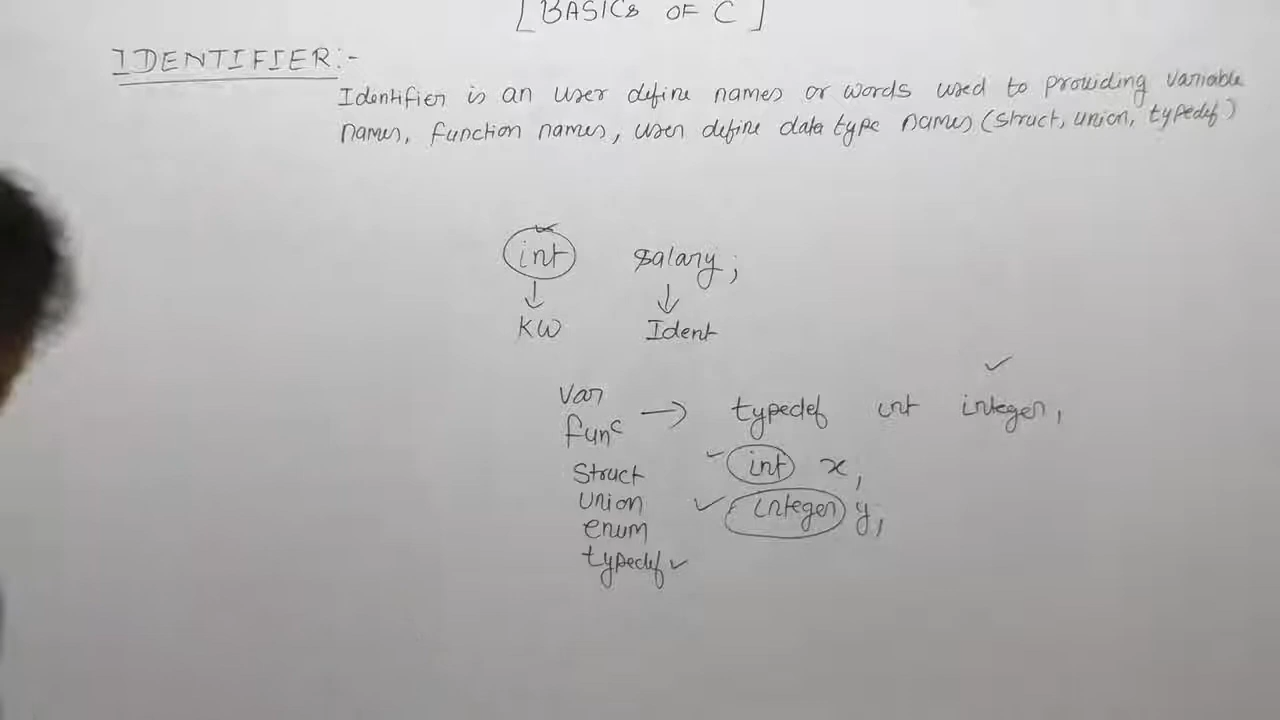 [ BASICS OF C ]
IDENTIFIER:-
Identifier is an user define names or words used to providing variable
names, function names, user define data type names (struct, union, typedef)
int salary;
KW Ident
var
func → typedef int integer,
struct int x,
union integer y,
enum
typedef